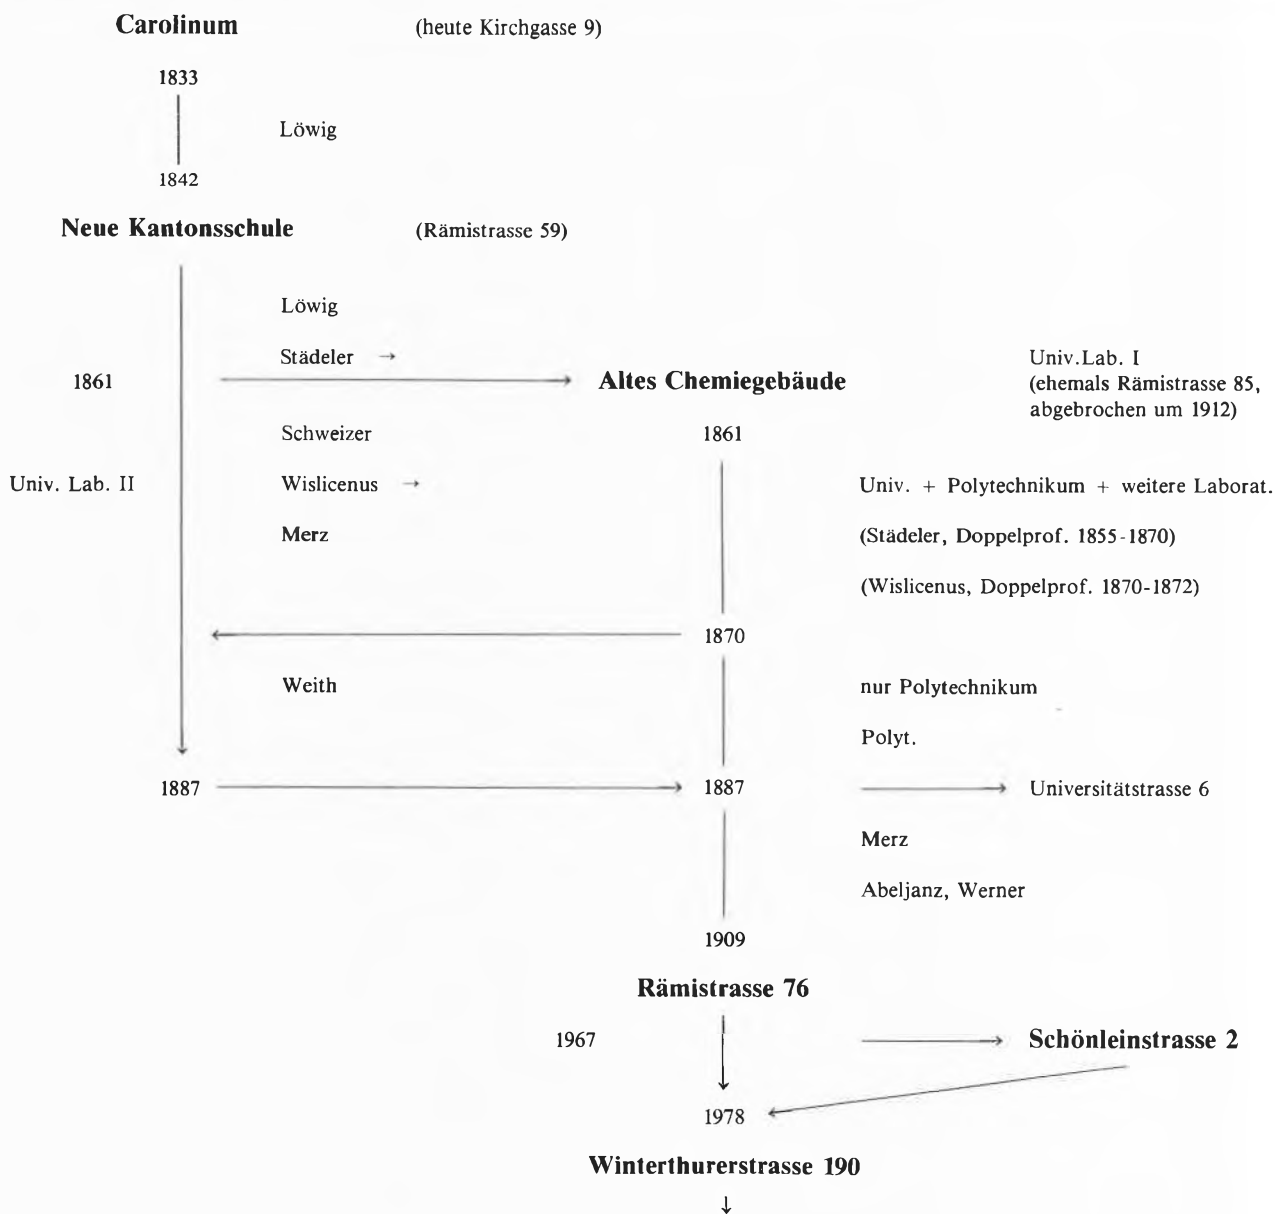 Carolinum (heute Kirchgasse 9)
1833
Löwig
1842
Neue Kantonsschule (Rämistrasse 59)
Löwig
Städeler → Univ.Lab. I
1861 Altes Chemiegebäude (ehemals Rämistrasse 85,
abgebrochen um 1912)
Schweizer 1861
Univ. Lab. II Wislicenus → Univ. + Polytechnikum + weitere Laborat.
Merz (Städeler, Doppelprof. 1855-1870)
(Wislicenus, Doppelprof. 1870-1872)
1870
Weith nur Polytechnikum
Polyt.
1887 1887 Universitätstrasse 6
Merz
Abeljanz, Werner
1909
Rämistrasse 76
1967 Schönleinstrasse 2
1978
Winterthurerstrasse 190